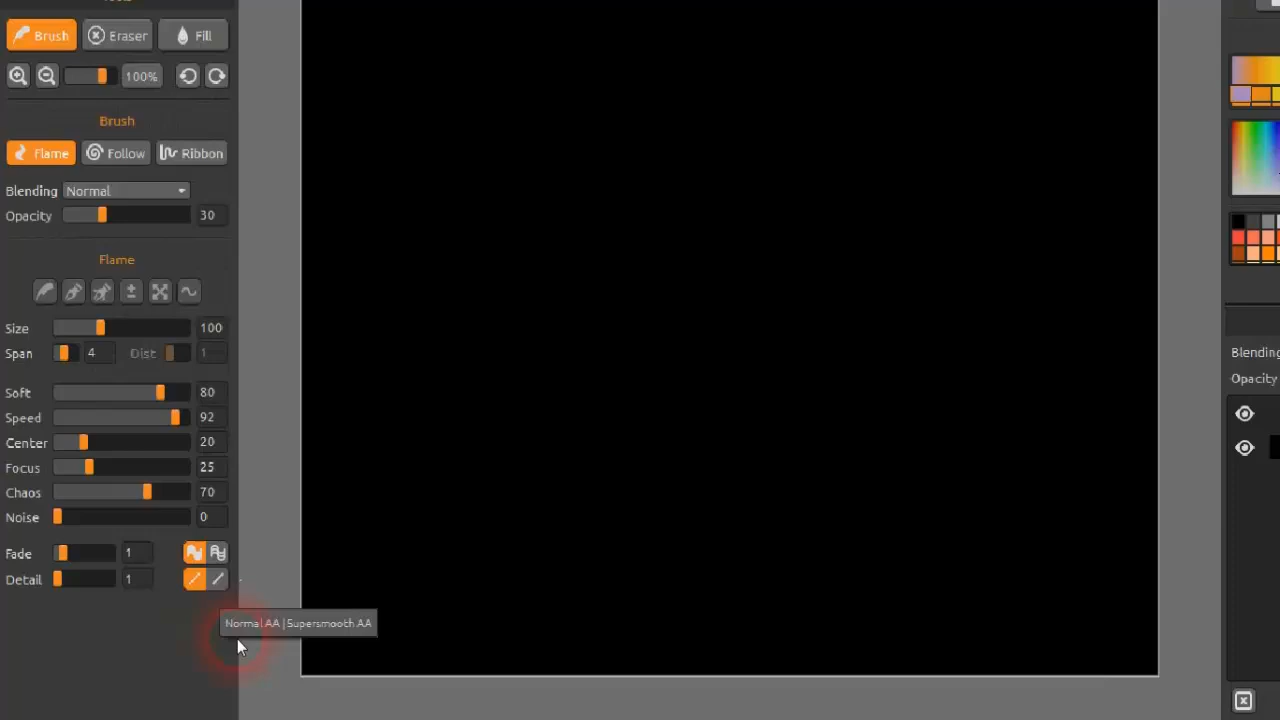 Tools
Brush
Eraser
Fill
100%
Brush
Flame
Follow
Ribbon
Blending Normal
Opacity 30
Flame
Size 100
Span 4 Dist 1
Soft 80
Speed 92
Center 20
Focus 25
Chaos 70
Noise 0
Fade 1
Detail 1
Normal AA | Supersmooth AA
Blending
Opacity